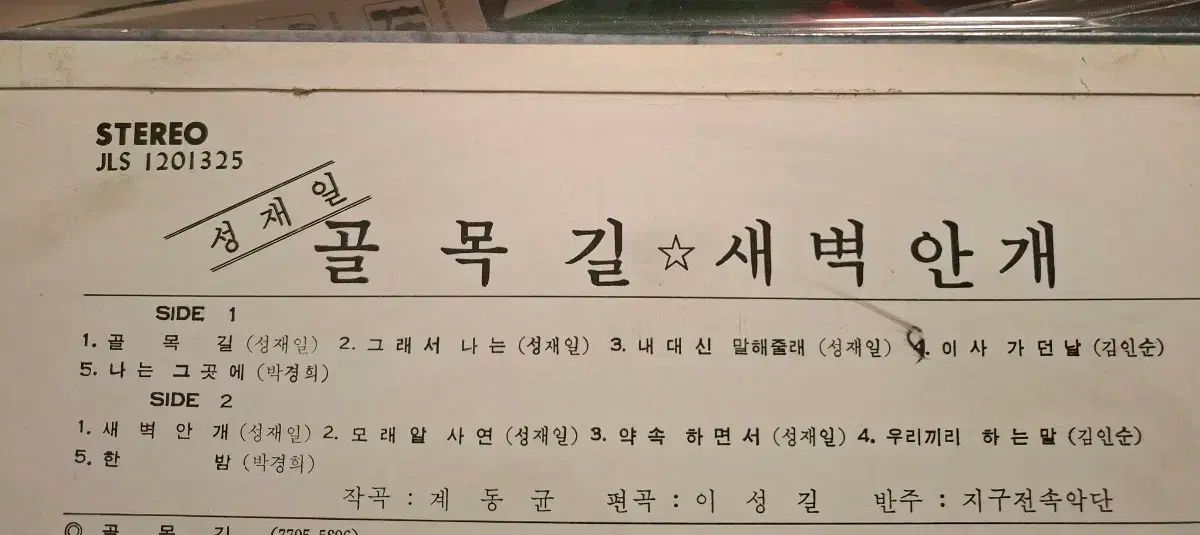 STEREO
JLS 1201325
성재일
골목길☆새벽안개
SIDE 1
1. 골목길 (성재일) 2. 그래서 나는 (성재일) 3. 내 대신 말해줄래 (성재일) 4. 이사 가던날 (김인순)
5. 나는 그곳에 (박경희)
SIDE 2
1. 새벽안개 (성재일) 2. 모래알 사연 (성재일) 3. 약속 하면서 (성재일) 4. 우리끼리 하는말 (김인순)
5. 한밤 (박경희)
작곡 : 계동균 편곡 : 이성길 반주 : 지구전속악단
◎ 골목길